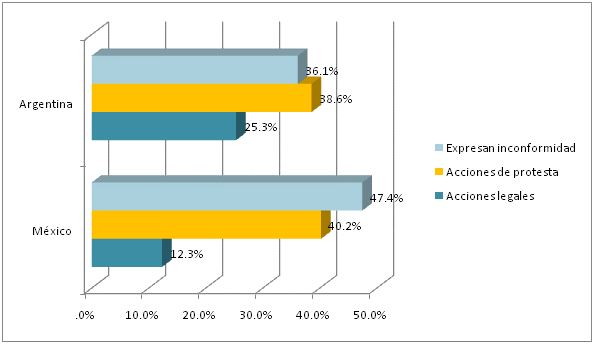 Argentina
36.1%
38.6%
25.3%
México
47.4%
40.2%
12.3%
.0% 10.0% 20.0% 30.0% 40.0% 50.0%
Expresan inconformidad
Acciones de protesta
Acciones legales